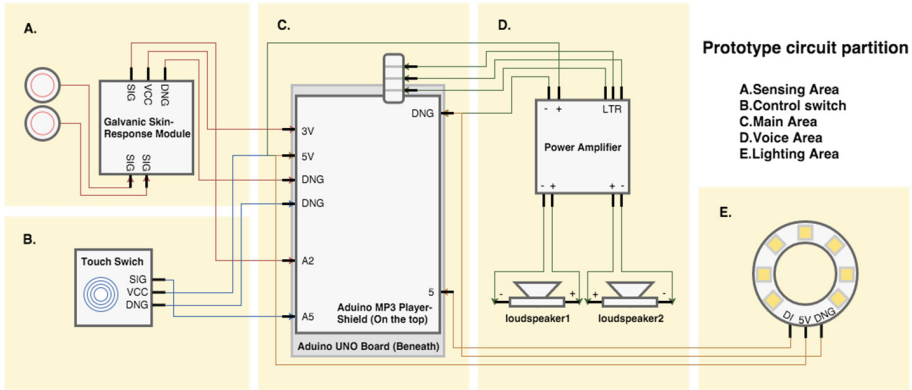 A.
C.
D.
Prototype circuit partition
A.Sensing Area
B.Control switch
C.Main Area
D.Voice Area
E.Lighting Area
SIG
VCC
DNG
Galvanic Skin-
Response Module
SIG
SIG
3V
5V
DNG
DNG
A2
A5
DNG
5
Arduino MP3 Player-
Shield (On the top)
Arduino UNO Board (Beneath)
- + LTR
Power Amplifier
- + + -
- +
loudspeaker1
+ -
loudspeaker2
B.
Touch Swich
SIG
VCC
DNG
E.
DI 5V DNG